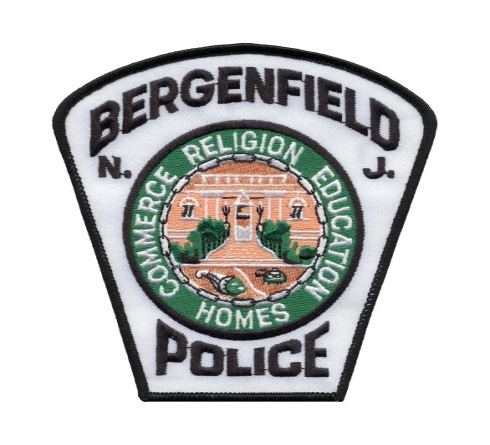 BERGENFIELD
N. J.
COMMERCE RELIGION EDUCATION
HOMES
POLICE